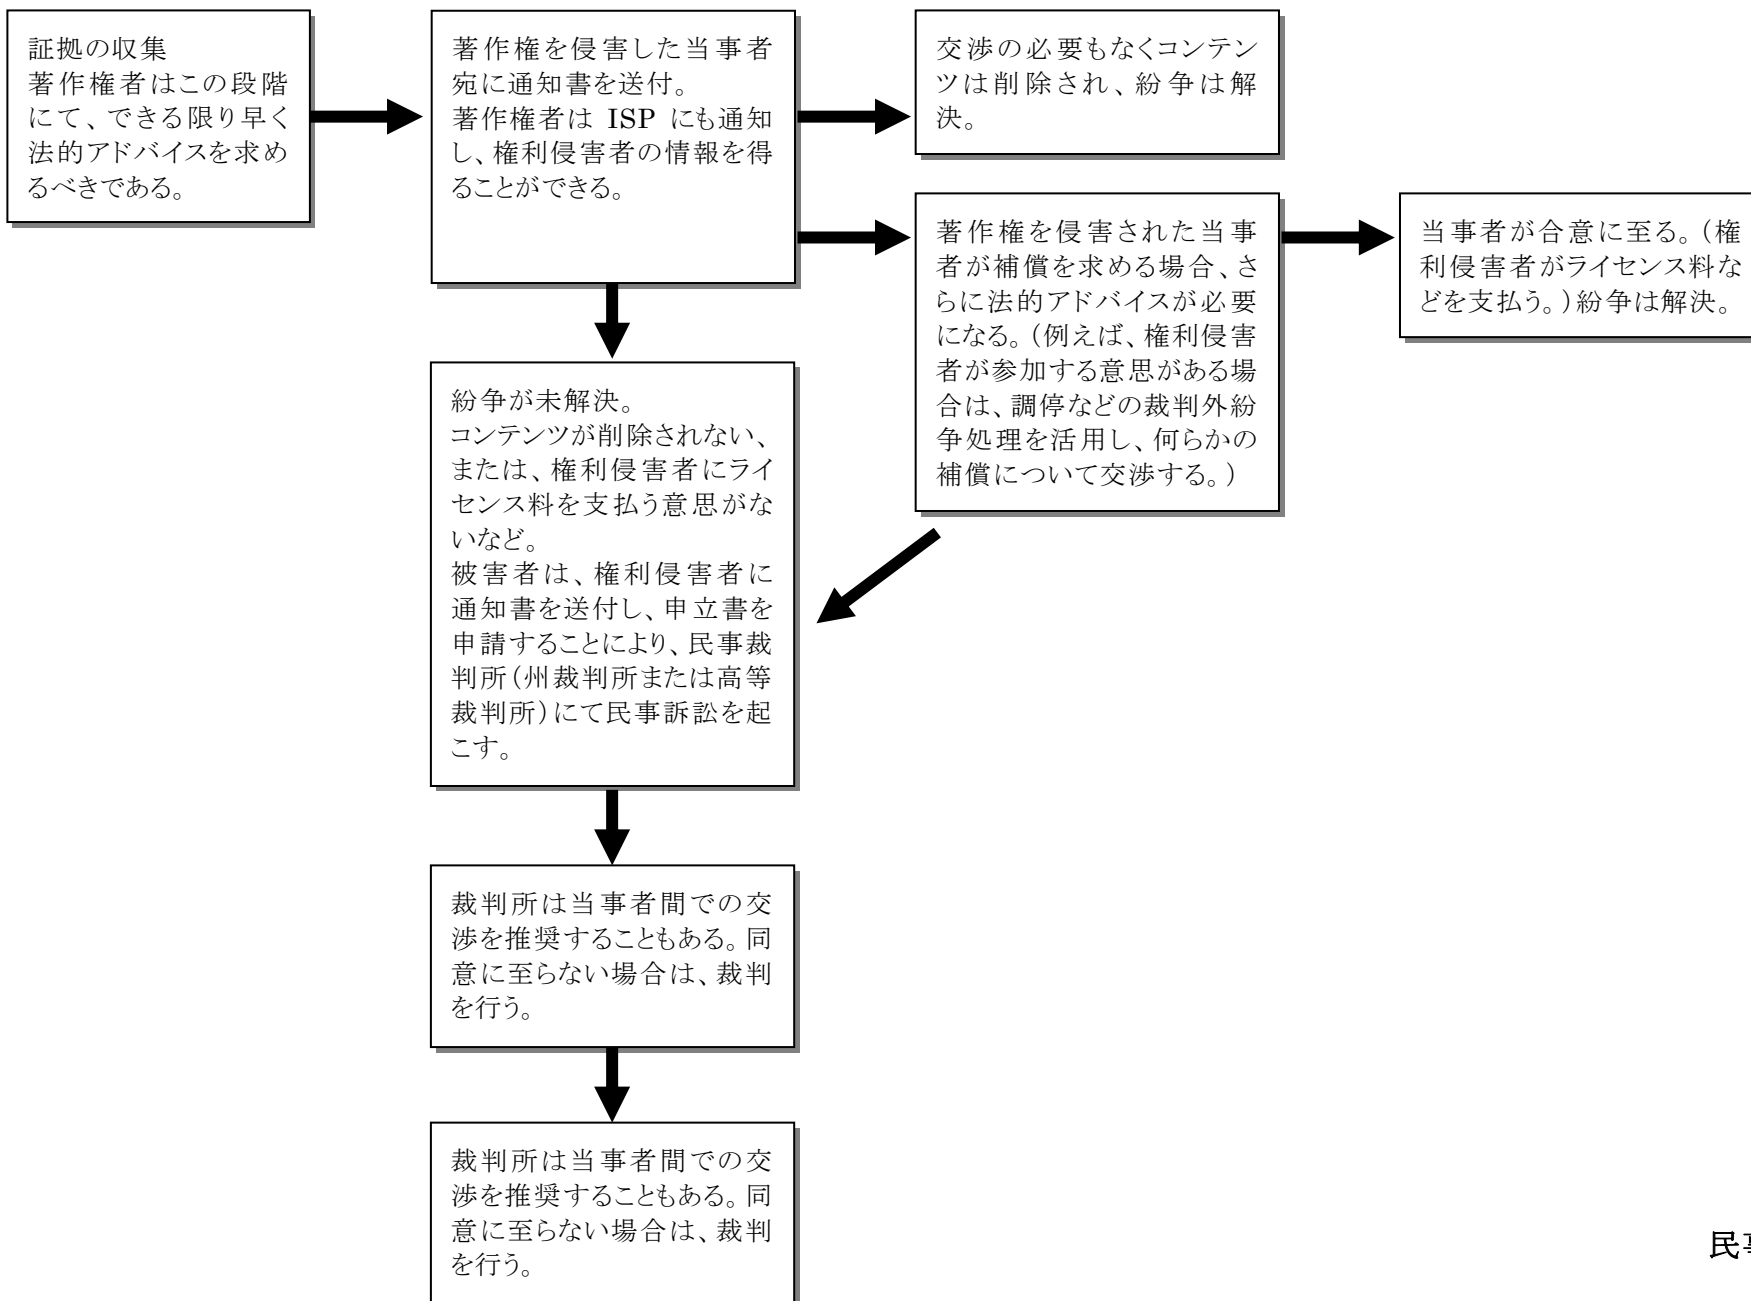 証拠の収集
著作権者はこの段階
にて、できる限り早く
法的アドバイスを求め
るべきである。
著作権を侵害した当事者
宛に通知書を送付。
著作権者は ISP にも通知
し、権利侵害者の情報を得
ることができる。
交渉の必要もなくコンテン
ツは削除され、紛争は解
決。
著作権を侵害された当事
者が補償を求める場合、さ
らに法的アドバイスが必要
になる。（例えば、権利侵害
者が参加する意思がある場
合は、調停などの裁判外紛
争処理を活用し、何らかの
補償について交渉する。）
当事者が合意に至る。（権
利侵害者がライセンス料な
どを支払う。）紛争は解決。
紛争が未解決。
コンテンツが削除されない、
または、権利侵害者にライ
センス料を支払う意思がな
いなど。
被害者は、権利侵害者に
通知書を送付し、申立書を
申請することにより、民事裁
判所（州裁判所または高等
裁判所）にて民事訴訟を起
こす。
裁判所は当事者間での交
渉を推奨することもある。同
意に至らない場合は、裁判
を行う。
裁判所は当事者間での交
渉を推奨することもある。同
意に至らない場合は、裁判
を行う。
民